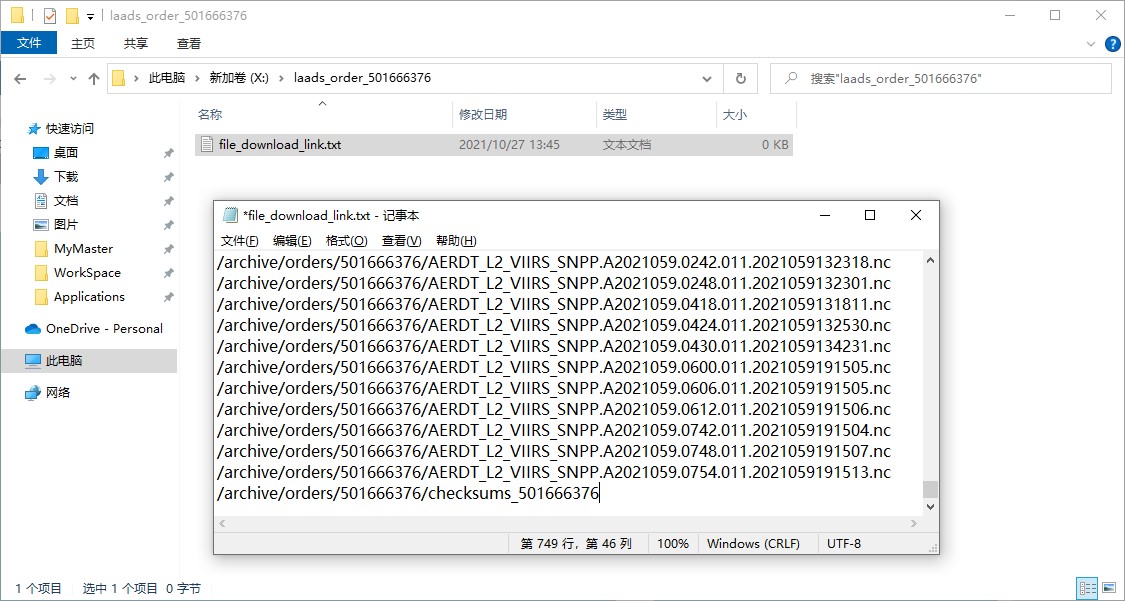 laads_order_501666376
文件 主页 共享 查看
此电脑 新加卷 (X:) laads_order_501666376 搜索"laads_order_501666376"
名称 修改日期 类型 大小
file_download_link.txt 2021/10/27 13:45 文本文档 0 KB
快速访问
桌面
下载
文档
图片
MyMaster
WorkSpace
Applications
OneDrive - Personal
此电脑
网络
*file_download_link.txt - 记事本
文件(F) 编辑(E) 格式(O) 查看(V) 帮助(H)
/archive/orders/501666376/AERDT_L2_VIIRS_SNPP.A2021059.0242.011.2021059132318.nc
/archive/orders/501666376/AERDT_L2_VIIRS_SNPP.A2021059.0248.011.2021059132301.nc
/archive/orders/501666376/AERDT_L2_VIIRS_SNPP.A2021059.0418.011.2021059131811.nc
/archive/orders/501666376/AERDT_L2_VIIRS_SNPP.A2021059.0424.011.2021059132530.nc
/archive/orders/501666376/AERDT_L2_VIIRS_SNPP.A2021059.0430.011.2021059134231.nc
/archive/orders/501666376/AERDT_L2_VIIRS_SNPP.A2021059.0600.011.2021059191505.nc
/archive/orders/501666376/AERDT_L2_VIIRS_SNPP.A2021059.0606.011.2021059191505.nc
/archive/orders/501666376/AERDT_L2_VIIRS_SNPP.A2021059.0612.011.2021059191506.nc
/archive/orders/501666376/AERDT_L2_VIIRS_SNPP.A2021059.0742.011.2021059191504.nc
/archive/orders/501666376/AERDT_L2_VIIRS_SNPP.A2021059.0748.011.2021059191507.nc
/archive/orders/501666376/AERDT_L2_VIIRS_SNPP.A2021059.0754.011.2021059191513.nc
/archive/orders/501666376/checksums_501666376
第 749 行，第 46 列 100% Windows (CRLF) UTF-8
1 个项目 选中 1 个项目 0 字节